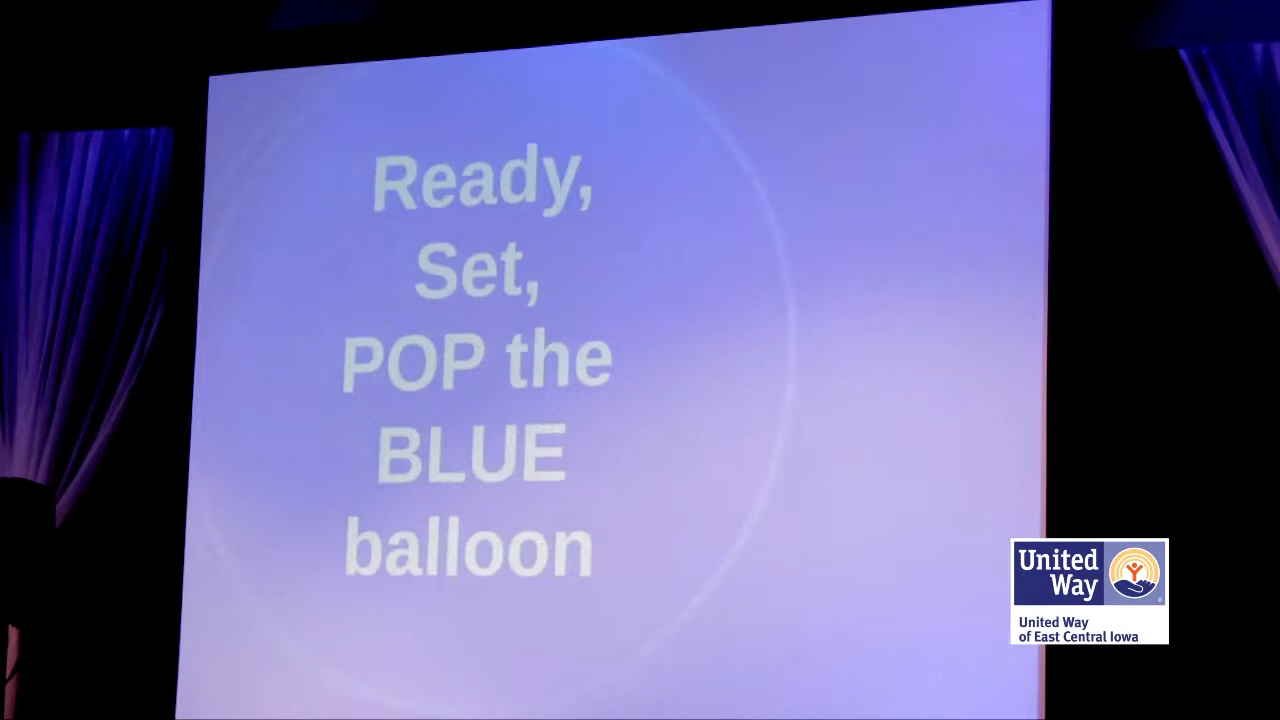 Ready,
Set,
POP the
BLUE
balloon
United
Way
®
United Way
of East Central Iowa